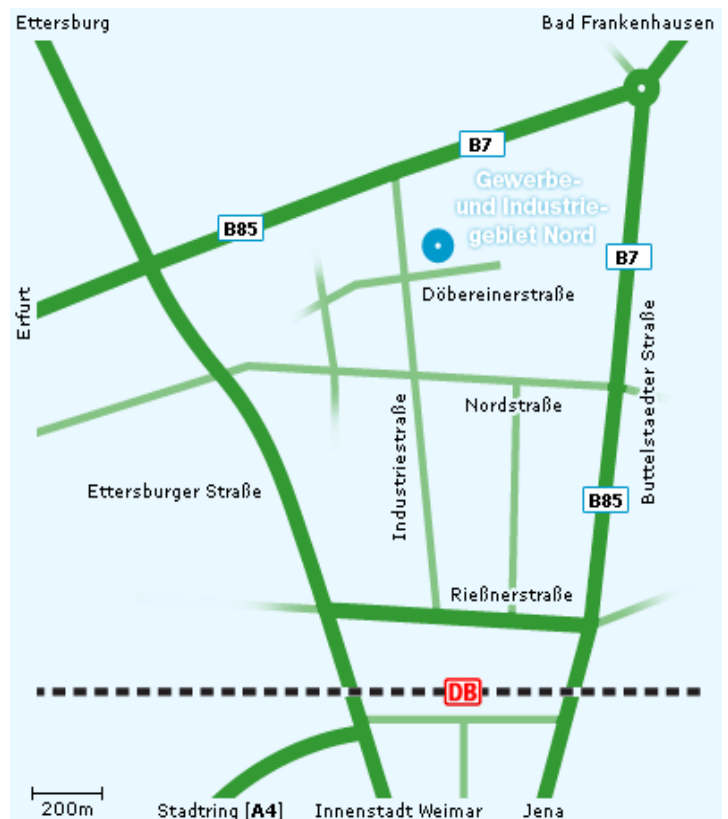 Ettersburg
Bad Frankenhausen
B7
Gewerbe-
und Industrie-
gebiet Nord
B85
B7
Erfurt
Döbereinerstraße
Buttelstaedter Straße
Nordstraße
Industriestraße
Ettersburger Straße
B85
Rießnerstraße
DB
200m
Stadtring [A4]
Innenstadt Weimar
Jena